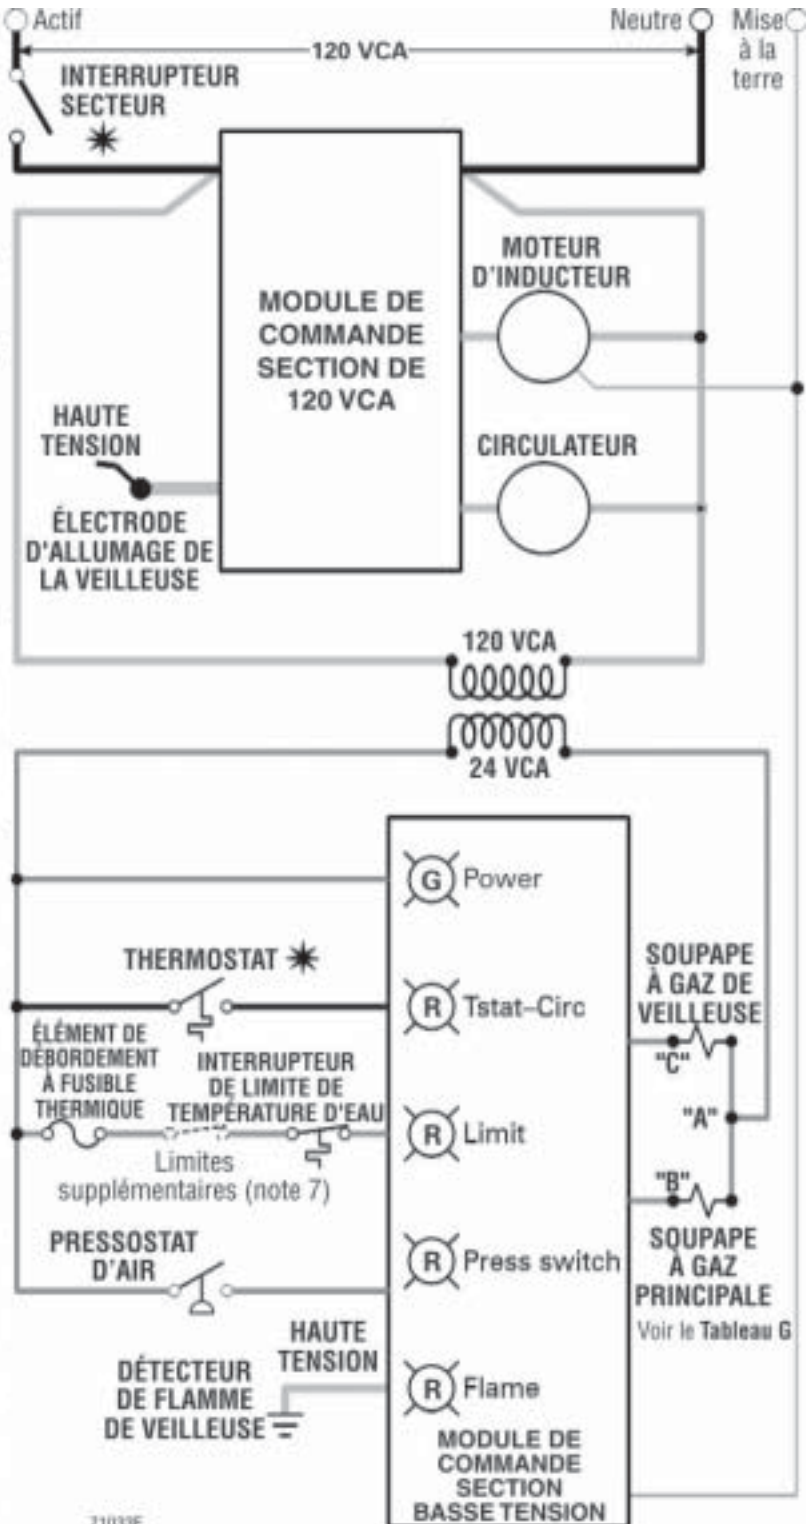 Actif
Neutre
Mise
à la
terre
120 VCA
INTERRUPTEUR
SECTEUR
MODULE DE
COMMANDE
SECTION DE
120 VCA
MOTEUR
D'INDUCTEUR
HAUTE
TENSION
CIRCULATEUR
ÉLECTRODE
D'ALLUMAGE DE
LA VEILLEUSE
120 VCA
24 VCA
G Power
THERMOSTAT
R Tstat–Circ
SOUPAPE
À GAZ DE
VEILLEUSE
"C"
"A"
"B"
ÉLÉMENT DE
DÉBORDEMENT
À FUSIBLE
THERMIQUE
INTERRUPTEUR
DE LIMITE DE
TEMPÉRATURE D'EAU
R Limit
Limites
supplémentaires (note 7)
PRESSOSTAT
D'AIR
R Press switch
SOUPAPE
À GAZ
PRINCIPALE
Voir le Tableau G
HAUTE
TENSION
DÉTECTEUR
DE FLAMME
DE VEILLEUSE
R Flame
MODULE DE
COMMANDE
SECTION
BASSE TENSION